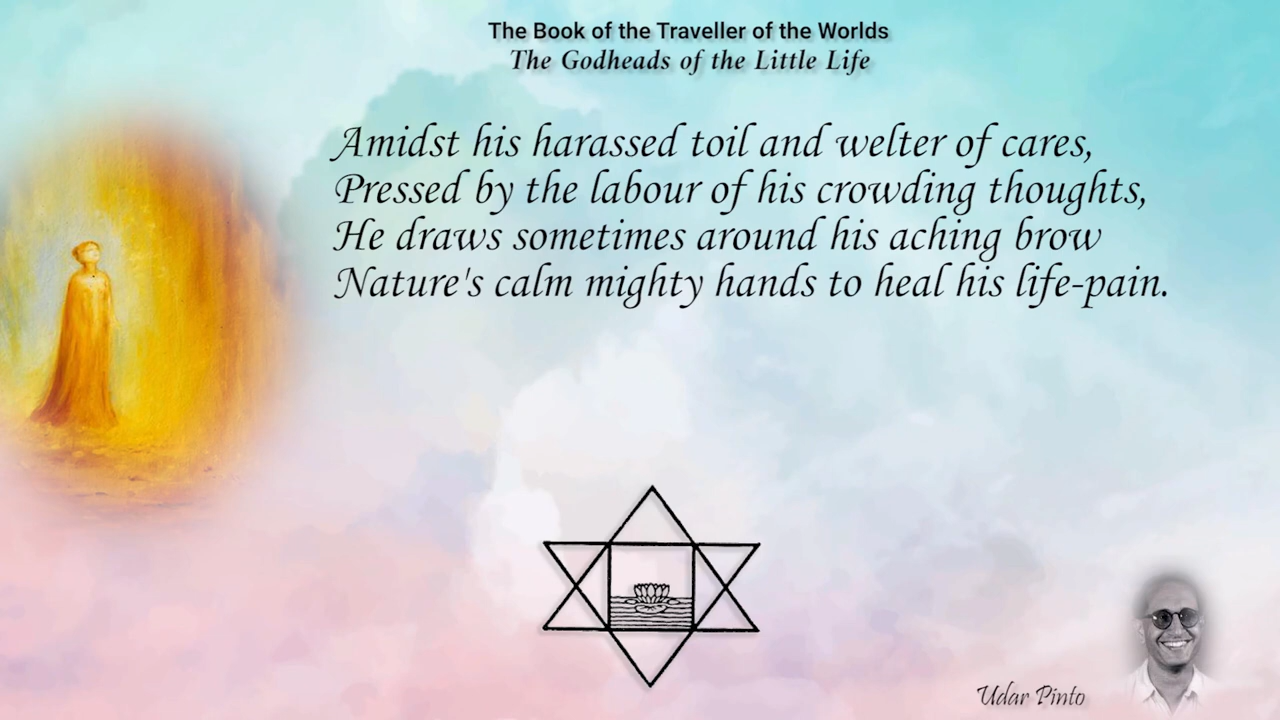 The Book of the Traveller of the Worlds
The Godheads of the Little Life
Amidst his harassed toil and welter of cares,
Pressed by the labour of his crowding thoughts,
He draws sometimes around his aching brow
Nature's calm mighty hands to heal his life-pain.
Udar Pinto